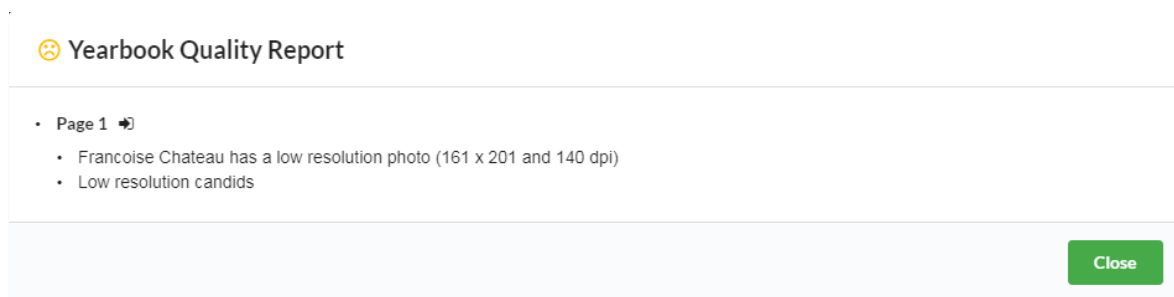 Yearbook Quality Report
Page 1
Francoise Chateau has a low resolution photo (161 x 201 and 140 dpi)
Low resolution candids
Close